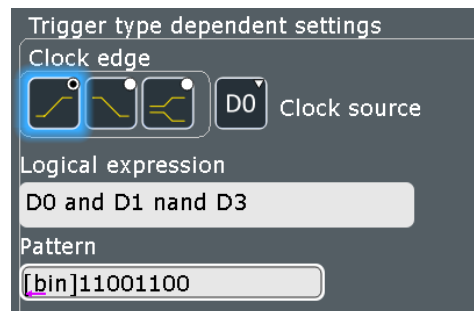 Trigger type dependent settings
Clock edge
D0 Clock source
Logical expression
D0 and D1 nand D3
Pattern
[bin]11001100